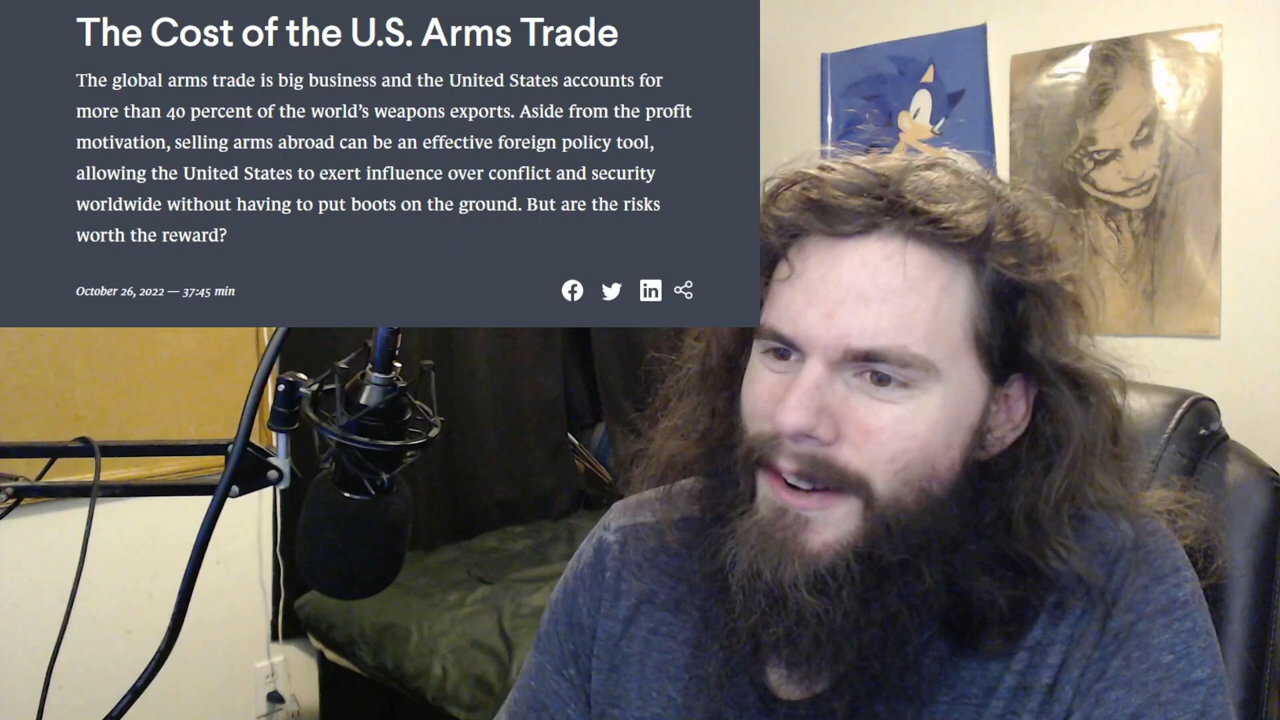 The Cost of the U.S. Arms Trade
The global arms trade is big business and the United States accounts for
more than 40 percent of the world’s weapons exports. Aside from the profit
motivation, selling arms abroad can be an effective foreign policy tool,
allowing the United States to exert influence over conflict and security
worldwide without having to put boots on the ground. But are the risks
worth the reward?
October 26, 2022 — 37:45 min